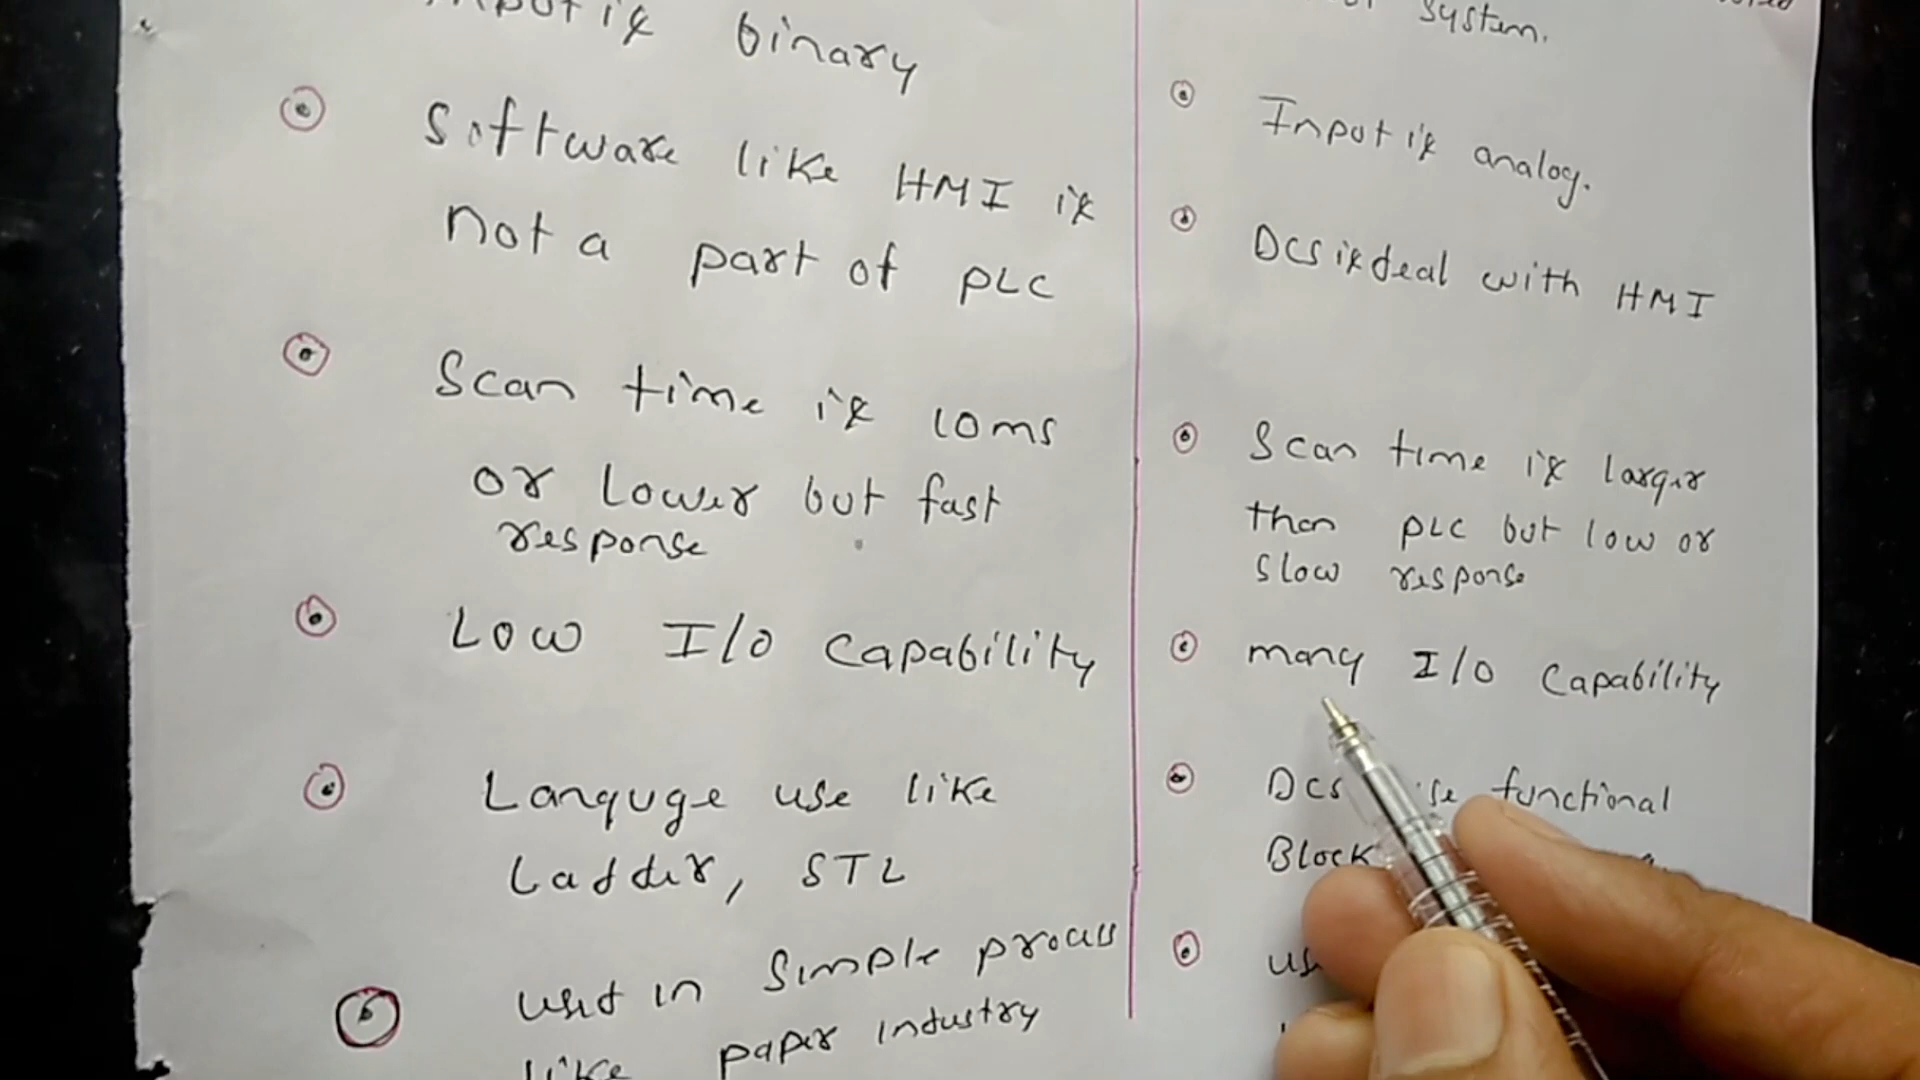 Input is binary
Software like HMI is
not a part of PLC
Scan time is 10ms
or Lower but fast
response
Low I/O Capability
Languge use like
Ladder, STL
used in Simple process
like paper industry
System.
Input is analog.
DCS is deal with HMI
Scan time is larger
than PLC but low or
slow response
many I/O Capability
DCS use functional
Block